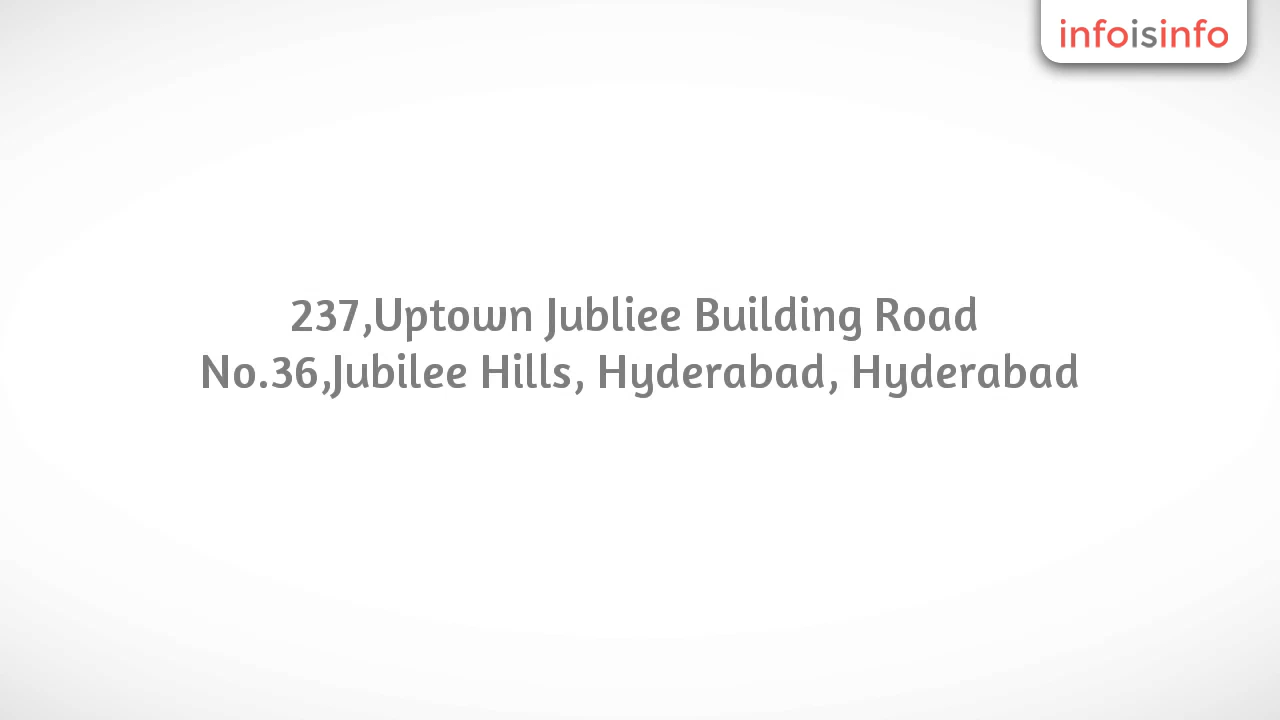 infoisinfo
237,Uptown Jubliee Building Road
No.36,Jubilee Hills, Hyderabad, Hyderabad